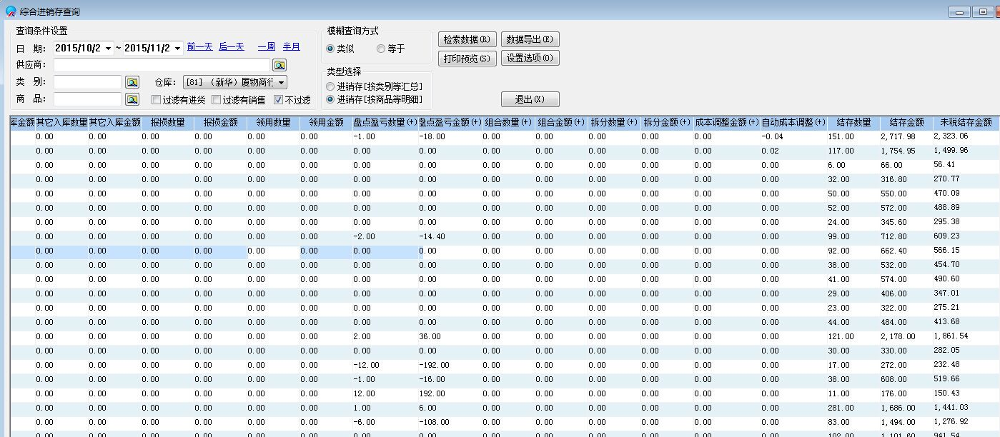 综合进销存查询
查询条件设置
日 期: 2015/10/2 ~ 2015/11/2 前一天 后一天 一周 半月
供应商:
类 别: 仓库: [81] (新华) 厦物商行
商 品: 过滤有进货 过滤有销售 不过滤
模糊查询方式
类似 等于
类型选择
进销存[按类别等汇总]
进销存[按商品等明细]
检索数据(R) 数据导出(E)
打印预览(S) 设置选项(O)
退出(X)
库金额 其它入库数量 其它入库金额 报损数量 报损金额 领用数量 领用金额 盘点盈亏数量(+) 盘点盈亏金额(+) 组合数量(+) 组合金额(+) 拆分数量(+) 拆分金额(+) 成本调整金额(+) 自动成本调整(+) 结存数量 结存金额 未税结存金额
0.00 0.00 0.00 0.00 0.00 0.00 -1.00 -18.00 0.00 0.00 0.00 0.00 0.00 -0.04 151.00 2,717.98 2,323.06
0.00 0.00 0.00 0.00 0.00 0.00 0.00 0.00 0.00 0.00 0.00 0.00 0.00 0.02 117.00 1,754.95 1,499.96
0.00 0.00 0.00 0.00 0.00 0.00 0.00 0.00 0.00 0.00 0.00 0.00 0.00 0.00 6.00 66.00 56.41
0.00 0.00 0.00 0.00 0.00 0.00 0.00 0.00 0.00 0.00 0.00 0.00 0.00 0.00 32.00 316.80 270.77
0.00 0.00 0.00 0.00 0.00 0.00 0.00 0.00 0.00 0.00 0.00 0.00 0.00 0.00 50.00 550.00 470.09
0.00 0.00 0.00 0.00 0.00 0.00 0.00 0.00 0.00 0.00 0.00 0.00 0.00 0.00 52.00 572.00 488.89
0.00 0.00 0.00 0.00 0.00 0.00 0.00 0.00 0.00 0.00 0.00 0.00 0.00 0.00 24.00 345.60 295.38
0.00 0.00 0.00 0.00 0.00 0.00 -2.00 -14.40 0.00 0.00 0.00 0.00 0.00 0.00 99.00 712.80 609.23
0.00 0.00 0.00 0.00 0.00 0.00 0.00 0.00 0.00 0.00 0.00 0.00 0.00 0.00 92.00 662.40 566.15
0.00 0.00 0.00 0.00 0.00 0.00 0.00 0.00 0.00 0.00 0.00 0.00 0.00 0.00 38.00 532.00 454.70
0.00 0.00 0.00 0.00 0.00 0.00 0.00 0.00 0.00 0.00 0.00 0.00 0.00 0.00 41.00 574.00 490.60
0.00 0.00 0.00 0.00 0.00 0.00 0.00 0.00 0.00 0.00 0.00 0.00 0.00 0.00 29.00 406.00 347.01
0.00 0.00 0.00 0.00 0.00 0.00 0.00 0.00 0.00 0.00 0.00 0.00 0.00 0.00 23.00 322.00 275.21
0.00 0.00 0.00 0.00 0.00 0.00 0.00 0.00 0.00 0.00 0.00 0.00 0.00 0.00 44.00 484.00 413.68
0.00 0.00 0.00 0.00 0.00 0.00 2.00 36.00 0.00 0.00 0.00 0.00 0.00 0.00 121.00 2,178.00 1,861.54
0.00 0.00 0.00 0.00 0.00 0.00 0.00 0.00 0.00 0.00 0.00 0.00 0.00 0.00 30.00 330.00 282.05
0.00 0.00 0.00 0.00 0.00 0.00 -12.00 -192.00 0.00 0.00 0.00 0.00 0.00 0.00 17.00 272.00 232.48
0.00 0.00 0.00 0.00 0.00 0.00 -1.00 -16.00 0.00 0.00 0.00 0.00 0.00 0.00 38.00 608.00 519.66
0.00 0.00 0.00 0.00 0.00 0.00 12.00 192.00 0.00 0.00 0.00 0.00 0.00 0.00 11.00 176.00 150.43
0.00 0.00 0.00 0.00 0.00 0.00 1.00 6.00 0.00 0.00 0.00 0.00 0.00 0.00 281.00 1,686.00 1,441.03
0.00 0.00 0.00 0.00 0.00 0.00 -6.00 -108.00 0.00 0.00 0.00 0.00 0.00 0.00 83.00 1,494.00 1,276.92